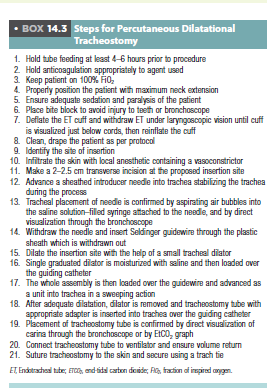 • BOX 14.3 Steps for Percutaneous Dilatational
Tracheostomy
1. Hold tube feeding at least 4–6 hours prior to procedure
2. Hold anticoagulation appropriately to agent used
3. Keep patient on 100% FiO₂
4. Properly position the patient with maximum neck extension
5. Ensure adequate sedation and paralysis of the patient
6. Place bite block to avoid injury to teeth or bronchoscope
7. Deflate the ET cuff and withdraw ET under laryngoscopic vision until cuff
is visualized just below cords, then reinflate the cuff
8. Clean, drape the patient as per protocol
9. Identify the site of insertion
10. Infiltrate the skin with local anesthetic containing a vasoconstrictor
11. Make a 2–2.5 cm transverse incision at the proposed insertion site
12. Advance a sheathed introducer needle into trachea stabilizing the trachea
during the process
13. Tracheal placement of needle is confirmed by aspirating air bubbles into
the saline solution–filled syringe attached to the needle, and by direct
visualization through the bronchoscope
14. Withdraw the needle and insert Seldinger guidewire through the plastic
sheath which is withdrawn out
15. Dilate the insertion site with the help of a small tracheal dilator
16. Single graduated dilator is moisturized with saline and then loaded over
the guiding catheter
17. The whole assembly is then loaded over the guidewire and advanced as
a unit into trachea in a sweeping action
18. After adequate dilatation, dilator is removed and tracheostomy tube with
appropriate adapter is inserted into trachea over the guiding catheter
19. Placement of tracheostomy tube is confirmed by direct visualization of
carina through the bronchoscope or by EtCO₂ graph
20. Connect tracheostomy tube to ventilator and ensure volume return
21. Suture tracheostomy to the skin and secure using a trach tie
ET, Endotracheal tube; ETCO₂, end-tidal carbon dioxide; FiO₂, fraction of inspired oxygen.